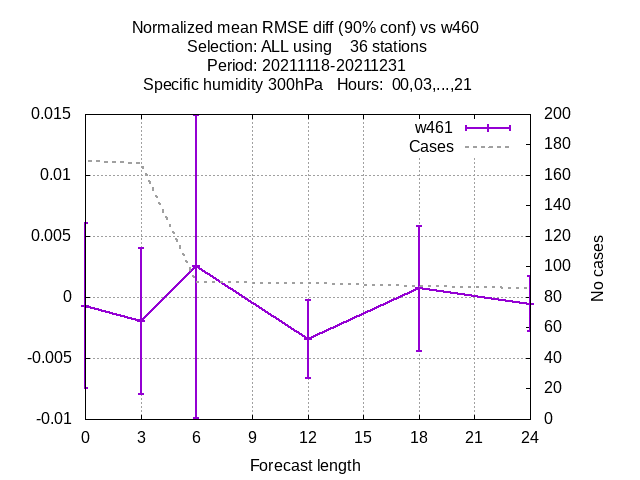 Normalized mean RMSE diff (90% conf) vs w460
Selection: ALL using    36 stations
Period: 20211118-20211231
Specific humidity 300hPa   Hours:  00,03,...,21
0.015
0.01
0.005
0
-0.005
-0.01
w461
Cases
200
180
160
140
120
100
80
60
40
20
0
No cases
0 3 6 9 12 15 18 21 24
Forecast length